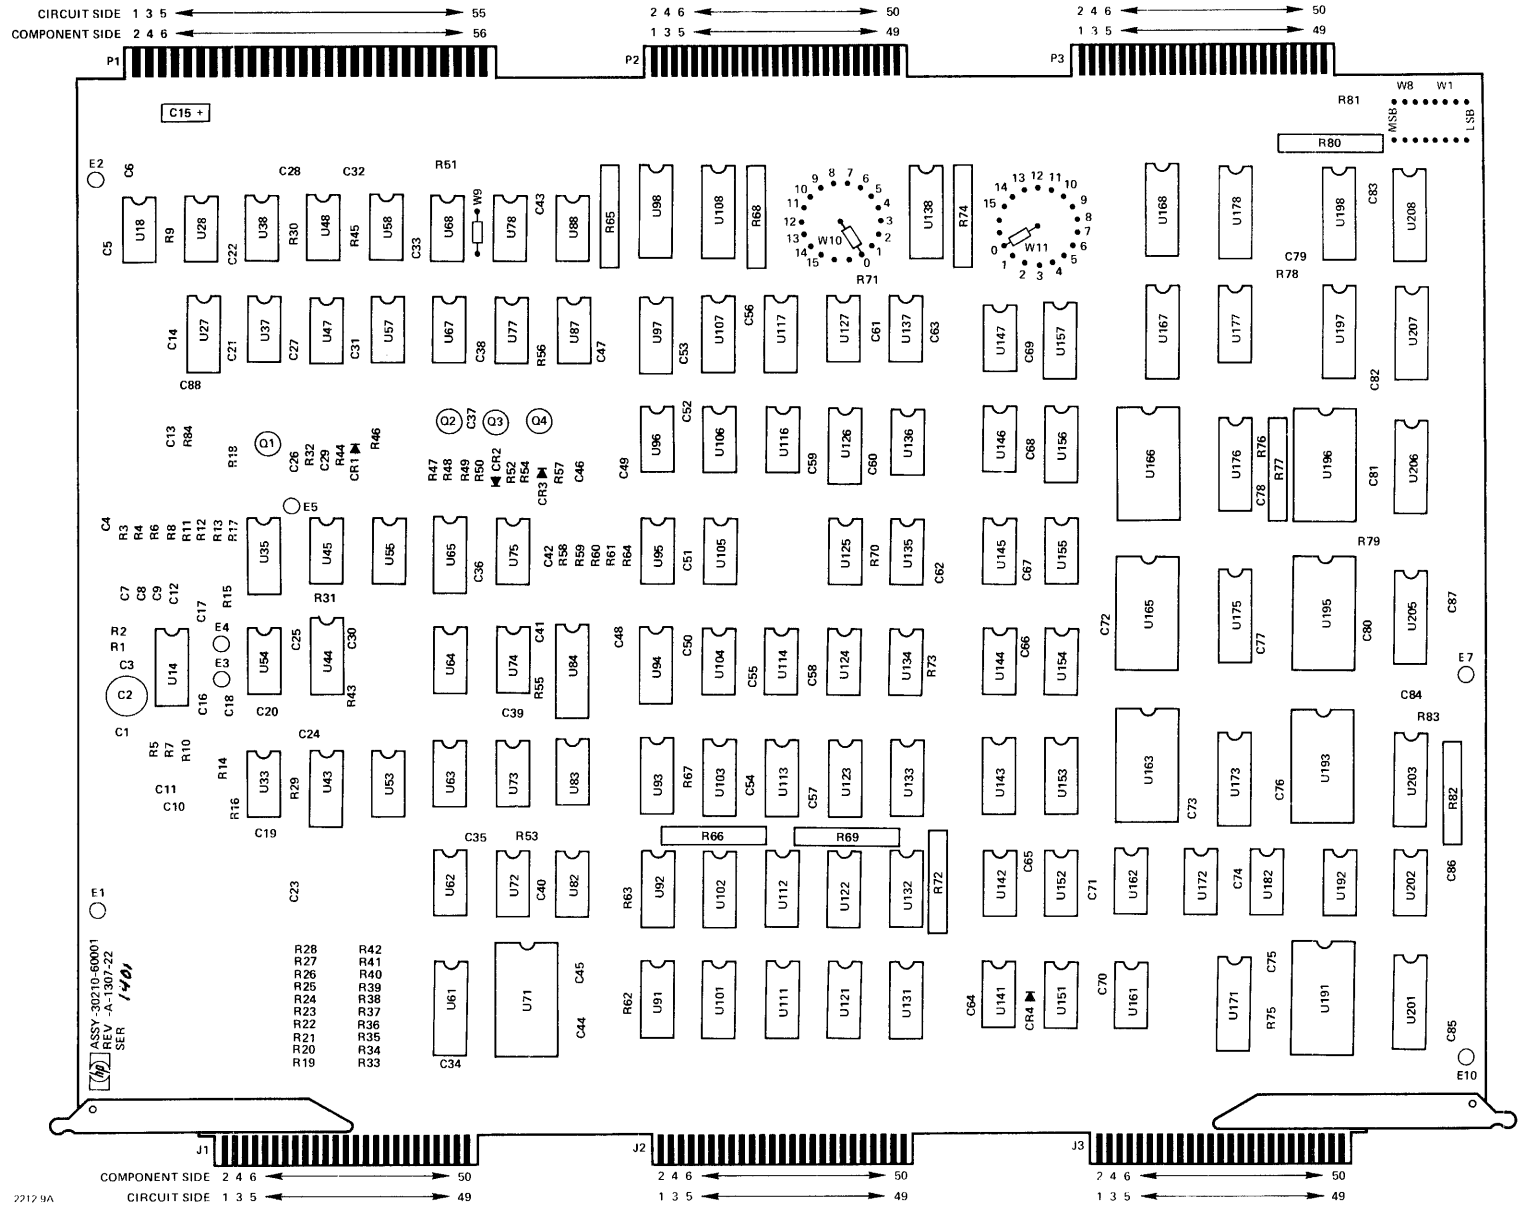 CIRCUIT SIDE 1 3 5 55 2 4 6 50 2 4 6 50
COMPONENT SIDE 2 4 6 56 1 3 5 49 1 3 5 49
P1 P2 P3
W8 W1
R81
C15 +
MSB LSB
R80
E2 C6 C28 C32 R51
W9 C43 C83
U18 R9 U28 U38 R30 U48 R45 U58 U68 U78 U88 R65 U98 U108 R68
C5 C22 C33
0 1 2 3 4 5 6 7 8 9 10 11 12 13 14 15
W10
R71
U138 R74
0 1 2 3 4 5 6 7 8 9 10 11 12 13 14 15
W11
U168 U178 U198 U208
C79
R78
C14 U27 C21 U37 C27 U47 C31 U57 U67 C38 U77 R56 U87 C47 U97 C53 U107 C56 U117 U127 C61 U137 C63 U147 C69 U157 U167 U177 U197 C82 U207
C88
C13 R84 R18 Q1 C26 R32 C29 R44 CR1 R46
Q2 C37 Q3 Q4
R47 R48 R49 R50 CR2 R52 R54 CR3 R57 C46
C49 U96 C52 U106 U116 C59 U126 C60 U136 U146 C68 U156 U166 U176 R76 C78 R77 U196 C81 U206
E5
C4 R3 R4 R6 R8 R11 R12 R13 R17 U35 U45 U55 U65 C36 U75 C42 R58 R59 R60 R61 R64 U95 C51 U105 U125 R70 U135 C62 U145 C67 U155
R79
C7 C8 C9 C12 C17 R15 R31
C72 U165 U175 C77 U195 C80 U205 C87
R2
R1
E4
C3 U14 E3 U54 C25 U44 C30 U64 U74 C41 U84 C48 U94 C50 U104 C55 U114 C58 U124 U134 R73 U144 C66 U154
E7
C2 C16 C18 R43 R55
C20 C39 C84
C1 R83
C24
R5 R7 R10 R14 U33 R29 U43 U53 U63 U73 U83 U93 R67 U103 C54 U113 C57 U123 U133 U143 U153 U163 C73 U173 C76 U193 U203 R82
C11
C10 R16
C19 C35 R53 R66 R69
C23 U62 U72 C40 U82 R63 U92 U102 U112 U122 U132 R72 U142 C65 U152 C71 U162 U172 C74 U182 U192 U202 C86
E1
R28 R42
R27 R41
R26 R40
R25 R39
R24 R38
R23 R37
R22 R36
R21 R35
R20 R34
R19 R33
U61 U71 C45 C44 R62 U91 U101 U111 U121 U131 C64 U141 CR4 U151 C70 U161 U171 R75 C75 U191 U201 C85
C34
E10
hp
ASSY-30210-60001
REV -A-1307-22
SER 1401
J1 J2 J3
COMPONENT SIDE 2 4 6 50 2 4 6 50 2 4 6 50
CIRCUIT SIDE 1 3 5 49 1 3 5 49 1 3 5 49
2212 9A